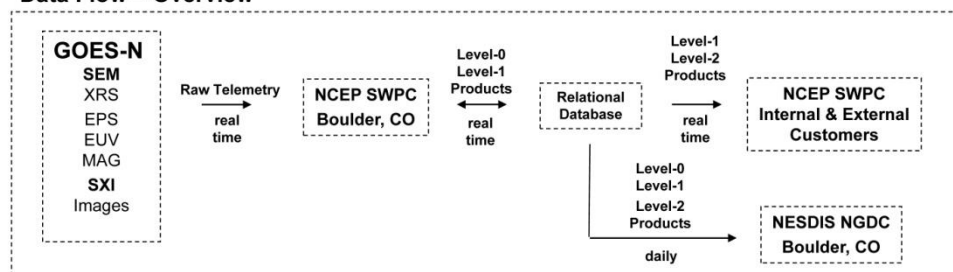 Data Flow - Overview
GOES-N
SEM
XRS
EPS
EUV
MAG
SXI
Images
Raw Telemetry
real
time
NCEP SWPC
Boulder, CO
Level-0
Level-1
Products
real
time
Relational
Database
Level-1
Level-2
Products
real
time
NCEP SWPC
Internal & External
Customers
Level-0
Level-1
Level-2
Products
daily
NESDIS NGDC
Boulder, CO